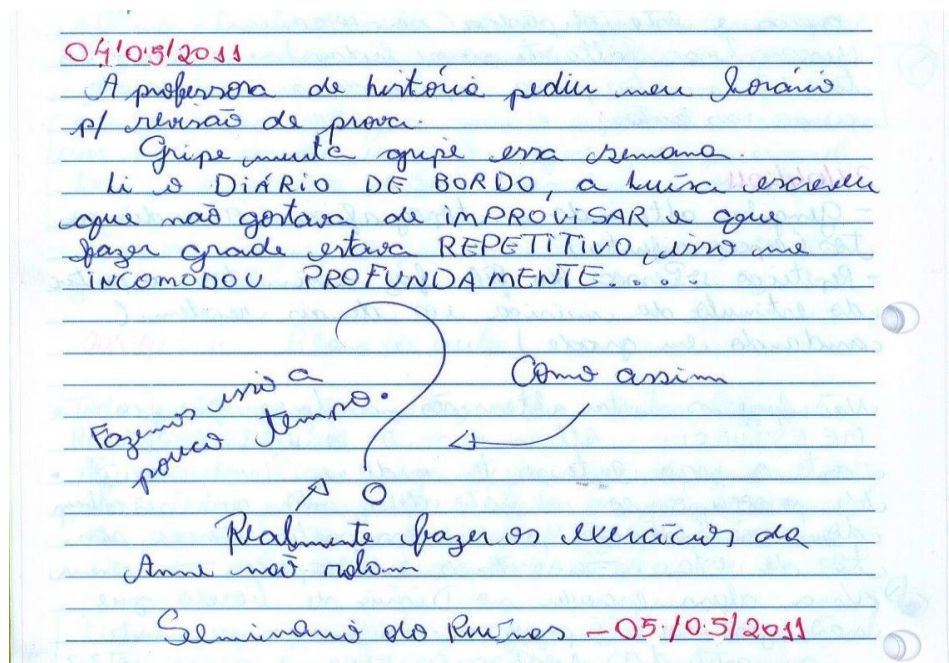 04/05/2011
A professora de história pediu meu horário
p/ revisão de prova.
Gripe muita gripe essa semana.
Li o DIÁRIO DE BORDO, a Luísa escreveu
que não gostava de iMPROViSAR e que
fazer grade estava REPETITIVO, isso me
iNCOMODOU PROFUNDAMENTE....
Como assim
Fazemos isso a
pouco tempo.
Realmente fazer os exercícios da
Anne não rolam
Seminário do - 05/05/2011